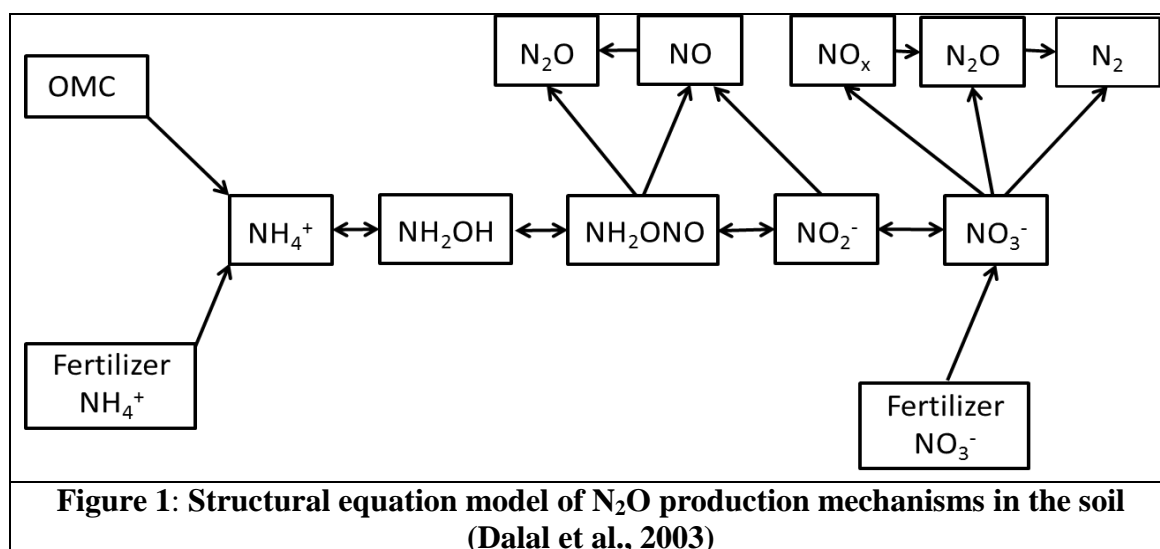 N₂O NO NOₓ N₂O N₂
OMC
NH₄⁺ NH₂OH NH₂ONO NO₂⁻ NO₃⁻
Fertilizer
NH₄⁺
Fertilizer
NO₃⁻
Figure 1: Structural equation model of N₂O production mechanisms in the soil
(Dalal et al., 2003)